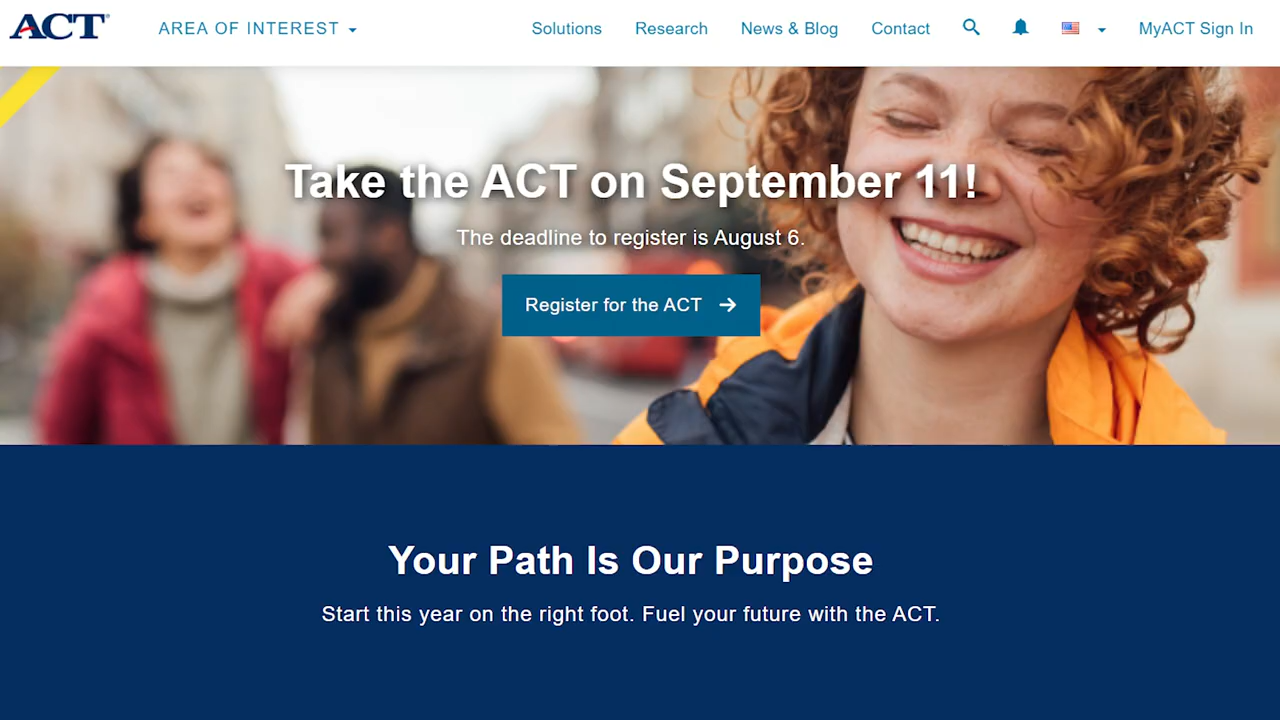 ACT®
AREA OF INTEREST
Solutions
Research
News & Blog
Contact
MyACT Sign In
Take the ACT on September 11!
The deadline to register is August 6.
Register for the ACT →
Your Path Is Our Purpose
Start this year on the right foot. Fuel your future with the ACT.